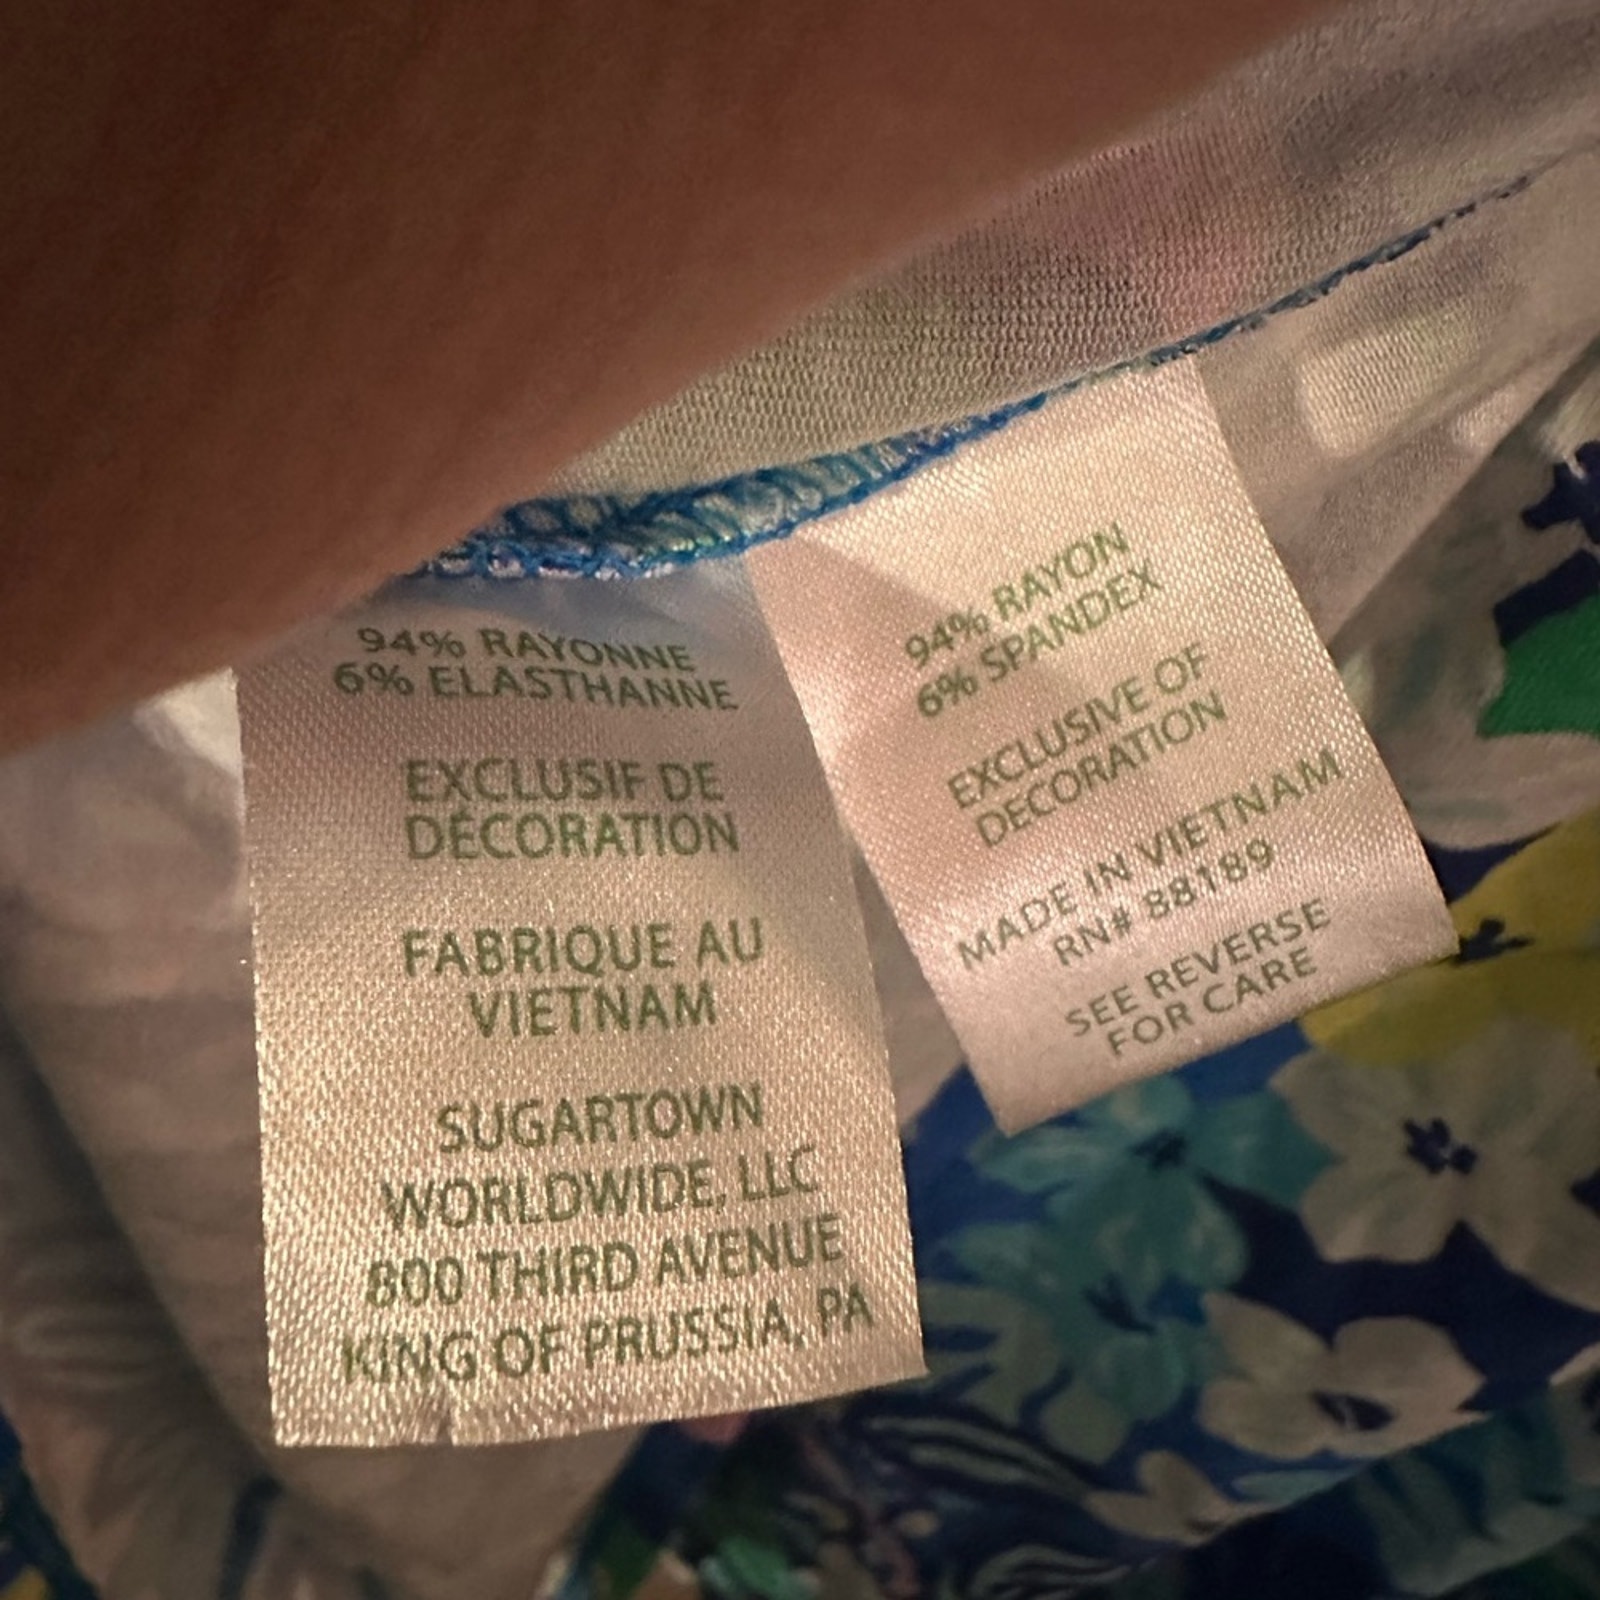 94% RAYONNE
6% ELASTHANNE
EXCLUSIF DE
DÉCORATION
FABRIQUE AU
VIETNAM
SUGARTOWN
WORLDWIDE, LLC
800 THIRD AVENUE
KING OF PRUSSIA, PA
94% RAYON
6% SPANDEX
EXCLUSIVE OF
DECORATION
MADE IN VIETNAM
RN# 88189
SEE REVERSE
FOR CARE